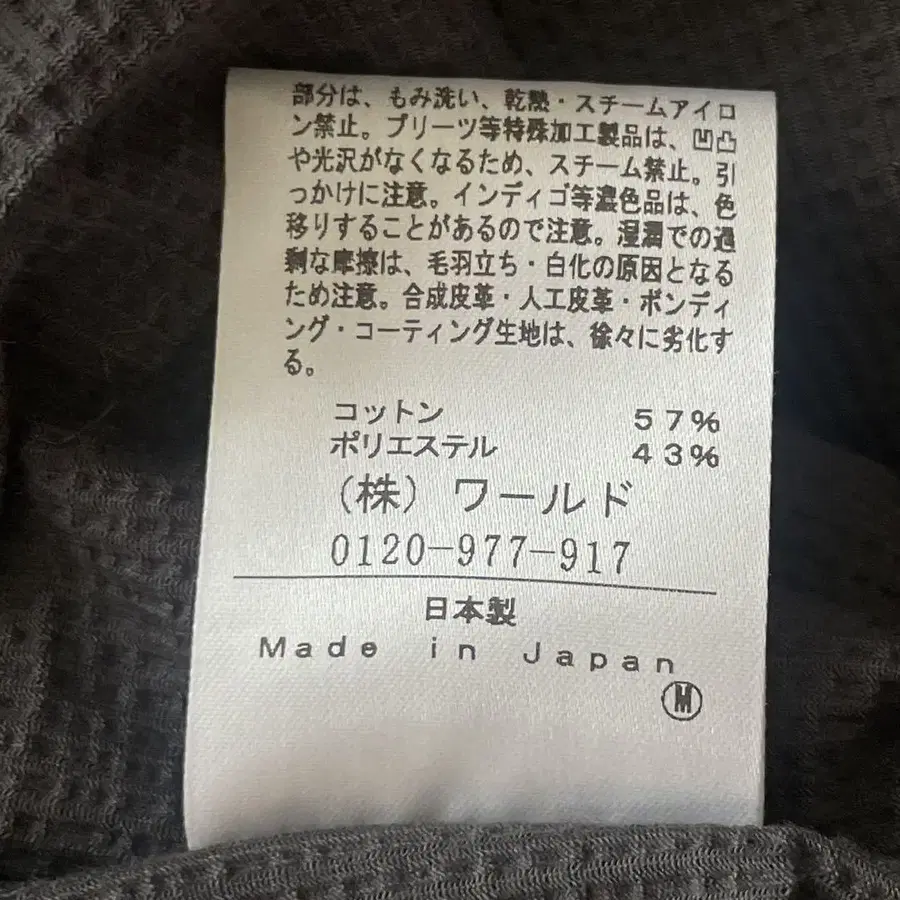 部分は、もみ洗い、乾熱・スチームアイロ
ン禁止。プリーツ等特殊加工製品は、凹凸
や光沢がなくなるため、スチーム禁止。引
っかけに注意。インディゴ等濃色品は、色
移りすることがあるので注意。湿潤での過
剰な摩擦は、毛羽立ち・白化の原因となる
ため注意。合成皮革・人工皮革・ボンディ
ング・コーティング生地は、徐々に劣化す
る。
コットン 57%
ポリエステル 43%
(株) ワールド
0120-977-917
日本製
Made in Japan
M